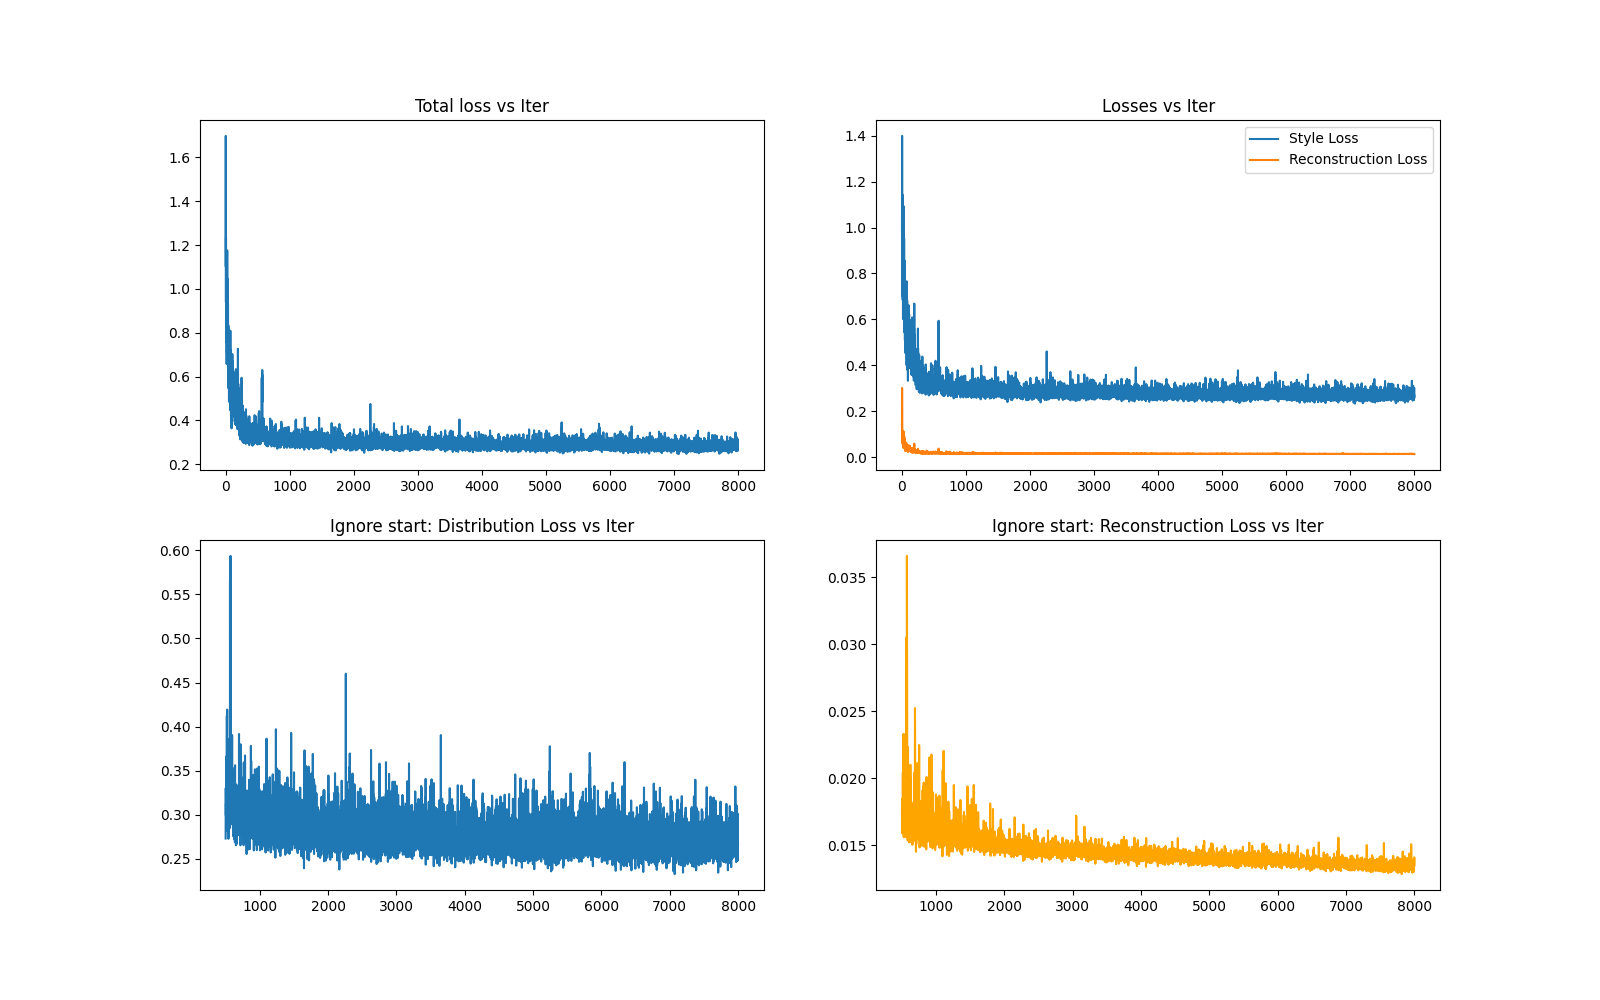 Total loss vs Iter
1.6
1.4
1.2
1.0
0.8
0.6
0.4
0.2
0 1000 2000 3000 4000 5000 6000 7000 8000
Losses vs Iter
Style Loss
Reconstruction Loss
1.4
1.2
1.0
0.8
0.6
0.4
0.2
0.0
0 1000 2000 3000 4000 5000 6000 7000 8000
Ignore start: Distribution Loss vs Iter
0.60
0.55
0.50
0.45
0.40
0.35
0.30
0.25
1000 2000 3000 4000 5000 6000 7000 8000
Ignore start: Reconstruction Loss vs Iter
0.035
0.030
0.025
0.020
0.015
1000 2000 3000 4000 5000 6000 7000 8000